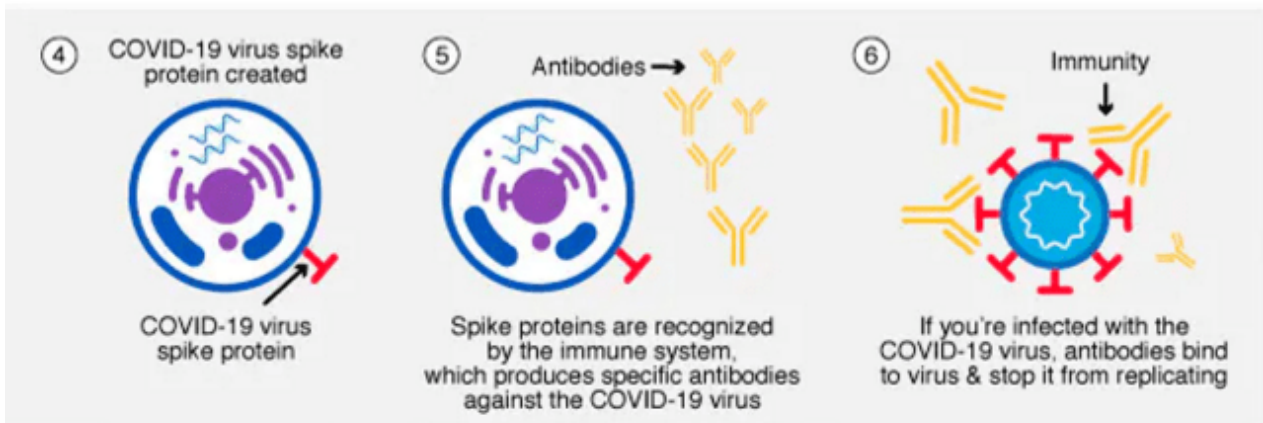 4
COVID-19 virus spike
protein created
COVID-19 virus
spike protein
5
Antibodies
Spike proteins are recognized
by the immune system,
which produces specific antibodies
against the COVID-19 virus
6
Immunity
If you're infected with the
COVID-19 virus, antibodies bind
to virus & stop it from replicating